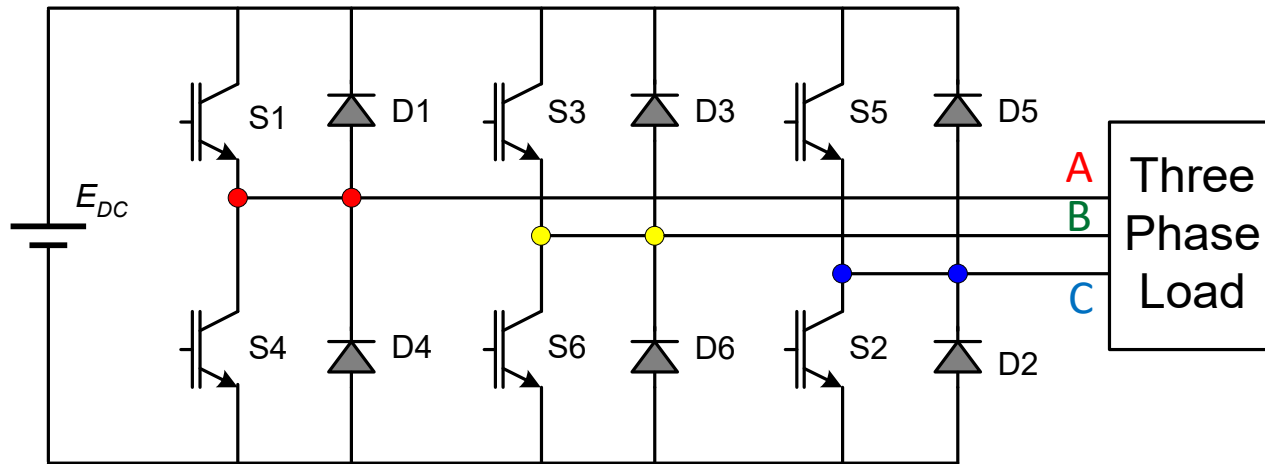 S1
D1
S3
D3
S5
D5
A
B
C
Three
Phase
Load
E_DC
S4
D4
S6
D6
S2
D2